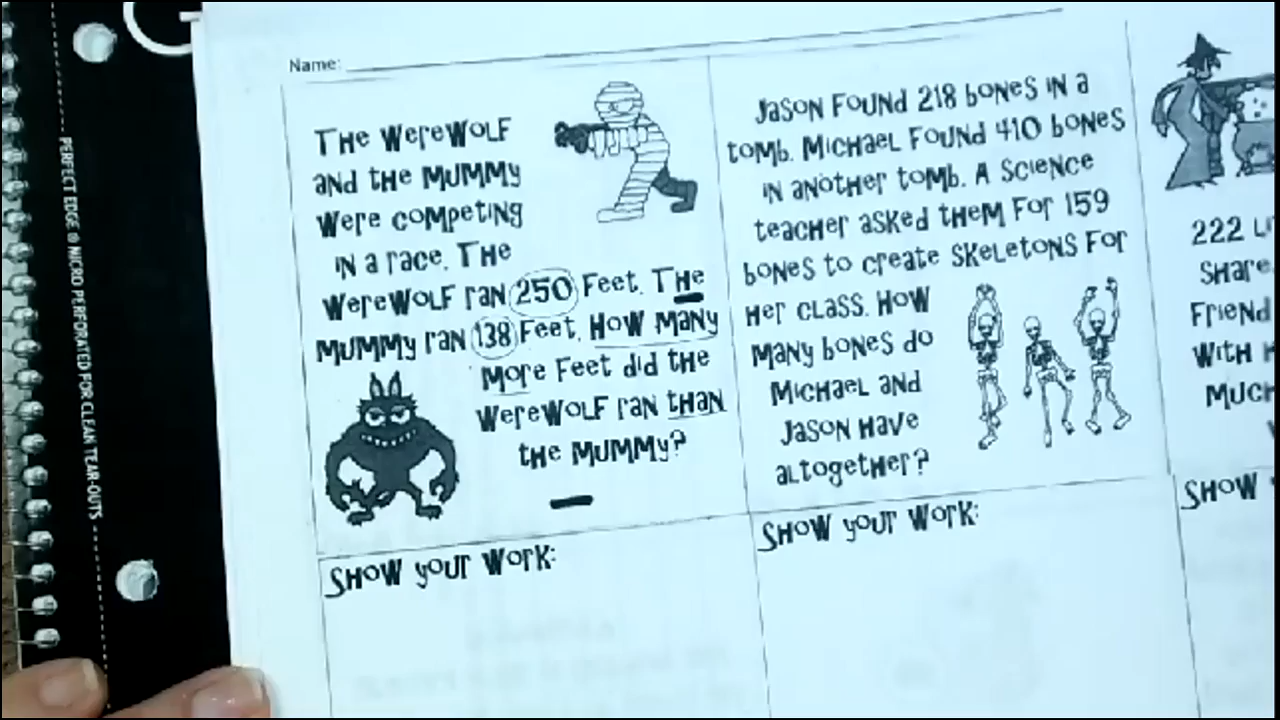 G
PERFECT EDGE ® MICRO PERFORATED FOR CLEAN TEAR-OUTS
Name:
The Werewolf
and the Mummy
were competing
in a race. The
Werewolf ran 250 feet. The
Mummy ran 138 feet. How many
more feet did the
Werewolf ran than
the Mummy?
Show your work:
Jason found 218 bones in a
tomb. Michael found 410 bones
in another tomb. A science
teacher asked them for 159
bones to create skeletons for
her class. How
many bones do
Michael and
Jason have
altogether?
Show your work:
222
Share
Friend
With
Much
Show